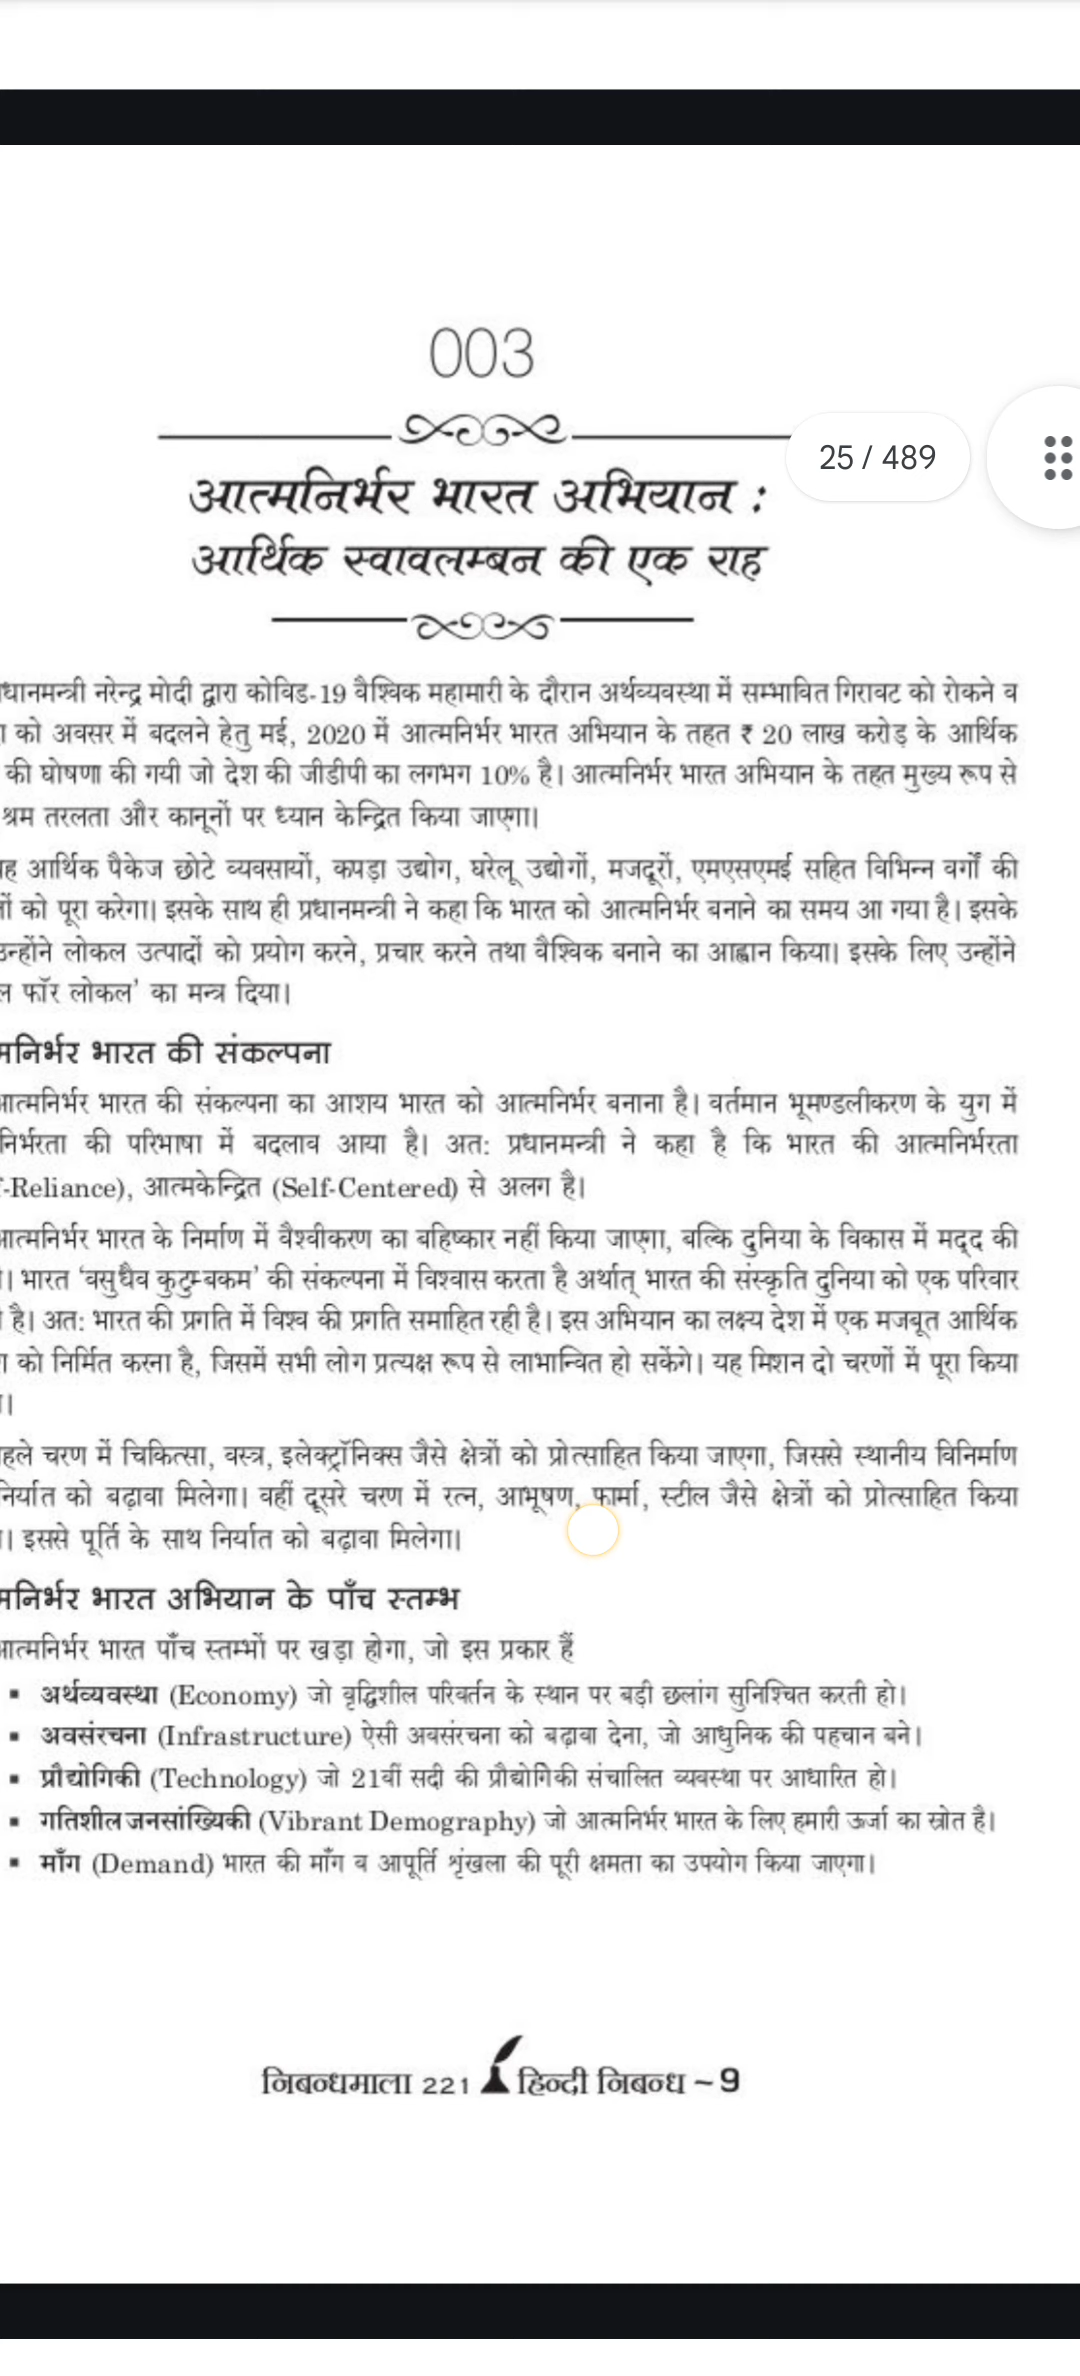 003
25 / 489
आत्मनिर्भर भारत अभियान :
आर्थिक स्वावलम्बन की एक राह
धानमन्त्री नरेन्द्र मोदी द्वारा कोविड-19 वैश्विक महामारी के दौरान अर्थव्यवस्था में सम्भावित गिरावट को रोकने व
को अवसर में बदलने हेतु मई, 2020 में आत्मनिर्भर भारत अभियान के तहत ₹ 20 लाख करोड़ के आर्थिक
की घोषणा की गयी जो देश की जीडीपी का लगभग 10% है। आत्मनिर्भर भारत अभियान के तहत मुख्य रूप से
श्रम तरलता और कानूनों पर ध्यान केन्द्रित किया जाएगा।
ह आर्थिक पैकेज छोटे व्यवसायों, कपड़ा उद्योग, घरेलू उद्योगों, मजदूरों, एमएसएमई सहित विभिन्न वर्गों की
ों को पूरा करेगा। इसके साथ ही प्रधानमन्त्री ने कहा कि भारत को आत्मनिर्भर बनाने का समय आ गया है। इसके
उन्होंने लोकल उत्पादों को प्रयोग करने, प्रचार करने तथा वैश्विक बनाने का आह्वान किया। इसके लिए उन्होंने
ल फॉर लोकल' का मन्त्र दिया।
मनिर्भर भारत की संकल्पना
आत्मनिर्भर भारत की संकल्पना का आशय भारत को आत्मनिर्भर बनाना है। वर्तमान भूमण्डलीकरण के युग में
निर्भरता की परिभाषा में बदलाव आया है। अत: प्रधानमन्त्री ने कहा है कि भारत की आत्मनिर्भरता
-Reliance), आत्मकेन्द्रित (Self-Centered) से अलग है।
आत्मनिर्भर भारत के निर्माण में वैश्वीकरण का बहिष्कार नहीं किया जाएगा, बल्कि दुनिया के विकास में मद्द की
। भारत ‘वसुधैव कुटुम्बकम’ की संकल्पना में विश्वास करता है अर्थात् भारत की संस्कृति दुनिया को एक परिवार
है। अत: भारत की प्रगति में विश्व की प्रगति समाहित रही है। इस अभियान का लक्ष्य देश में एक मजबूत आर्थिक
को निर्मित करना है, जिसमें सभी लोग प्रत्यक्ष रूप से लाभान्वित हो सकेंगे। यह मिशन दो चरणों में पूरा किया
।
हले चरण में चिकित्सा, वस्त्र, इलेक्ट्रॉनिक्स जैसे क्षेत्रों को प्रोत्साहित किया जाएगा, जिससे स्थानीय विनिर्माण
निर्यात को बढ़ावा मिलेगा। वहीं दूसरे चरण में रत्न, आभूषण, फार्मा, स्टील जैसे क्षेत्रों को प्रोत्साहित किया
। इससे पूर्ति के साथ निर्यात को बढ़ावा मिलेगा।
मनिर्भर भारत अभियान के पाँच स्तम्भ
आत्मनिर्भर भारत पाँच स्तम्भों पर खड़ा होगा, जो इस प्रकार हैं
▪ अर्थव्यवस्था (Economy) जो वृद्धिशील परिवर्तन के स्थान पर बड़ी छलांग सुनिश्चित करती हो।
▪ अवसंरचना (Infrastructure) ऐसी अवसंरचना को बढ़ावा देना, जो आधुनिक की पहचान बने।
▪ प्रौद्योगिकी (Technology) जो 21वीं सदी की प्रौद्योगिकी संचालित व्यवस्था पर आधारित हो।
▪ गतिशील जनसांख्यिकी (Vibrant Demography) जो आत्मनिर्भर भारत के लिए हमारी ऊर्जा का स्रोत है।
▪ माँग (Demand) भारत की माँग व आपूर्ति शृंखला की पूरी क्षमता का उपयोग किया जाएगा।
निबन्धमाला 221 हिन्दी निबन्ध ~ 9